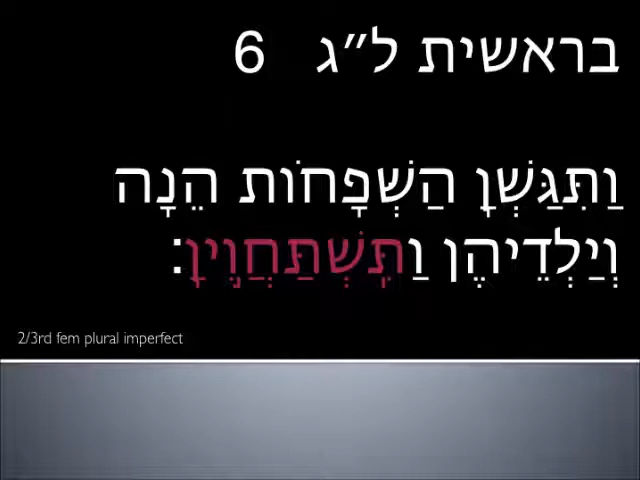 בראשית ל״ג 6
וַתִּגַּשְׁןָ הַשְּׁפָחוֹת הֵנָּה
וְיַלְדֵיהֶן וַתִּשְׁתַּחֲוֶיןָ׃
2/3rd fem plural imperfect